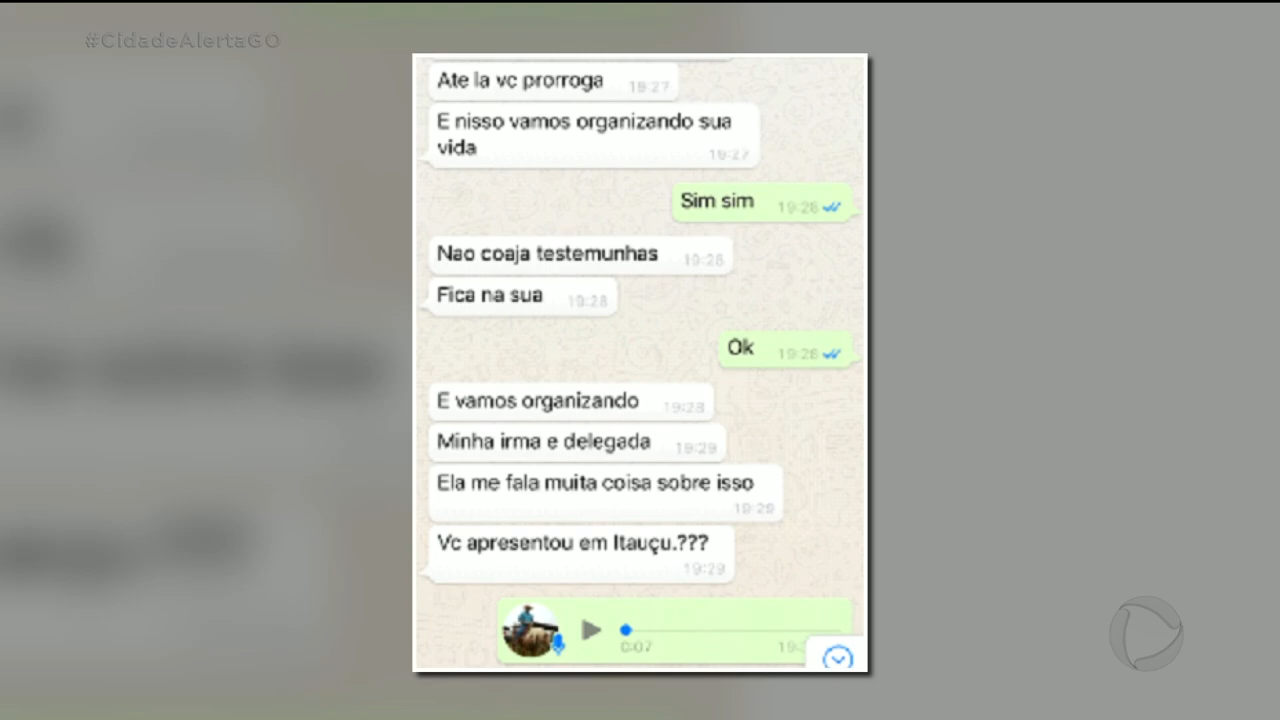 #CidadeAlertaGO
Ate la vc prorroga 19:27
E nisso vamos organizando sua
vida 19:27
Sim sim 19:28
Nao coaja testemunhas 19:28
Fica na sua 19:28
Ok 19:28
E vamos organizando 19:28
Minha irma e delegada 19:29
Ela me fala muita coisa sobre isso
19:29
Vc apresentou em Itauçu.???
19:29
0:07